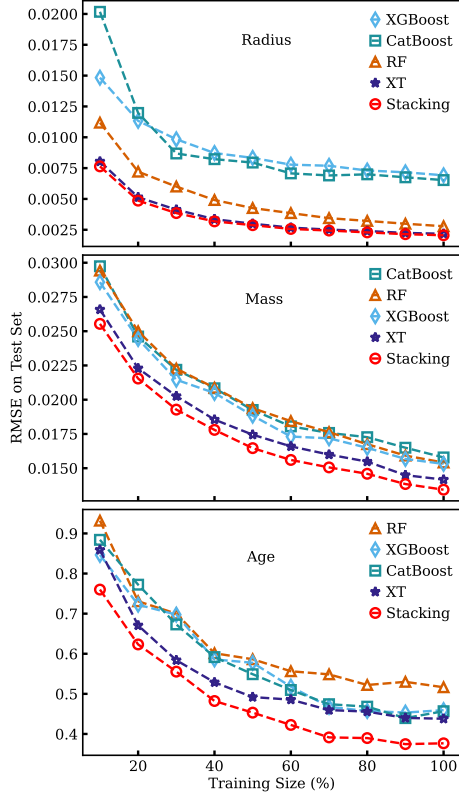 0.0200
0.0175
0.0150
0.0125
0.0100
0.0075
0.0050
0.0025
Radius
XGBoost
CatBoost
RF
XT
Stacking
RMSE on Test Set
0.0300
0.0275
0.0250
0.0225
0.0200
0.0175
0.0150
Mass
CatBoost
RF
XGBoost
XT
Stacking
0.9
0.8
0.7
0.6
0.5
0.4
Age
RF
XGBoost
CatBoost
XT
Stacking
20 40 60 80 100
Training Size (%)